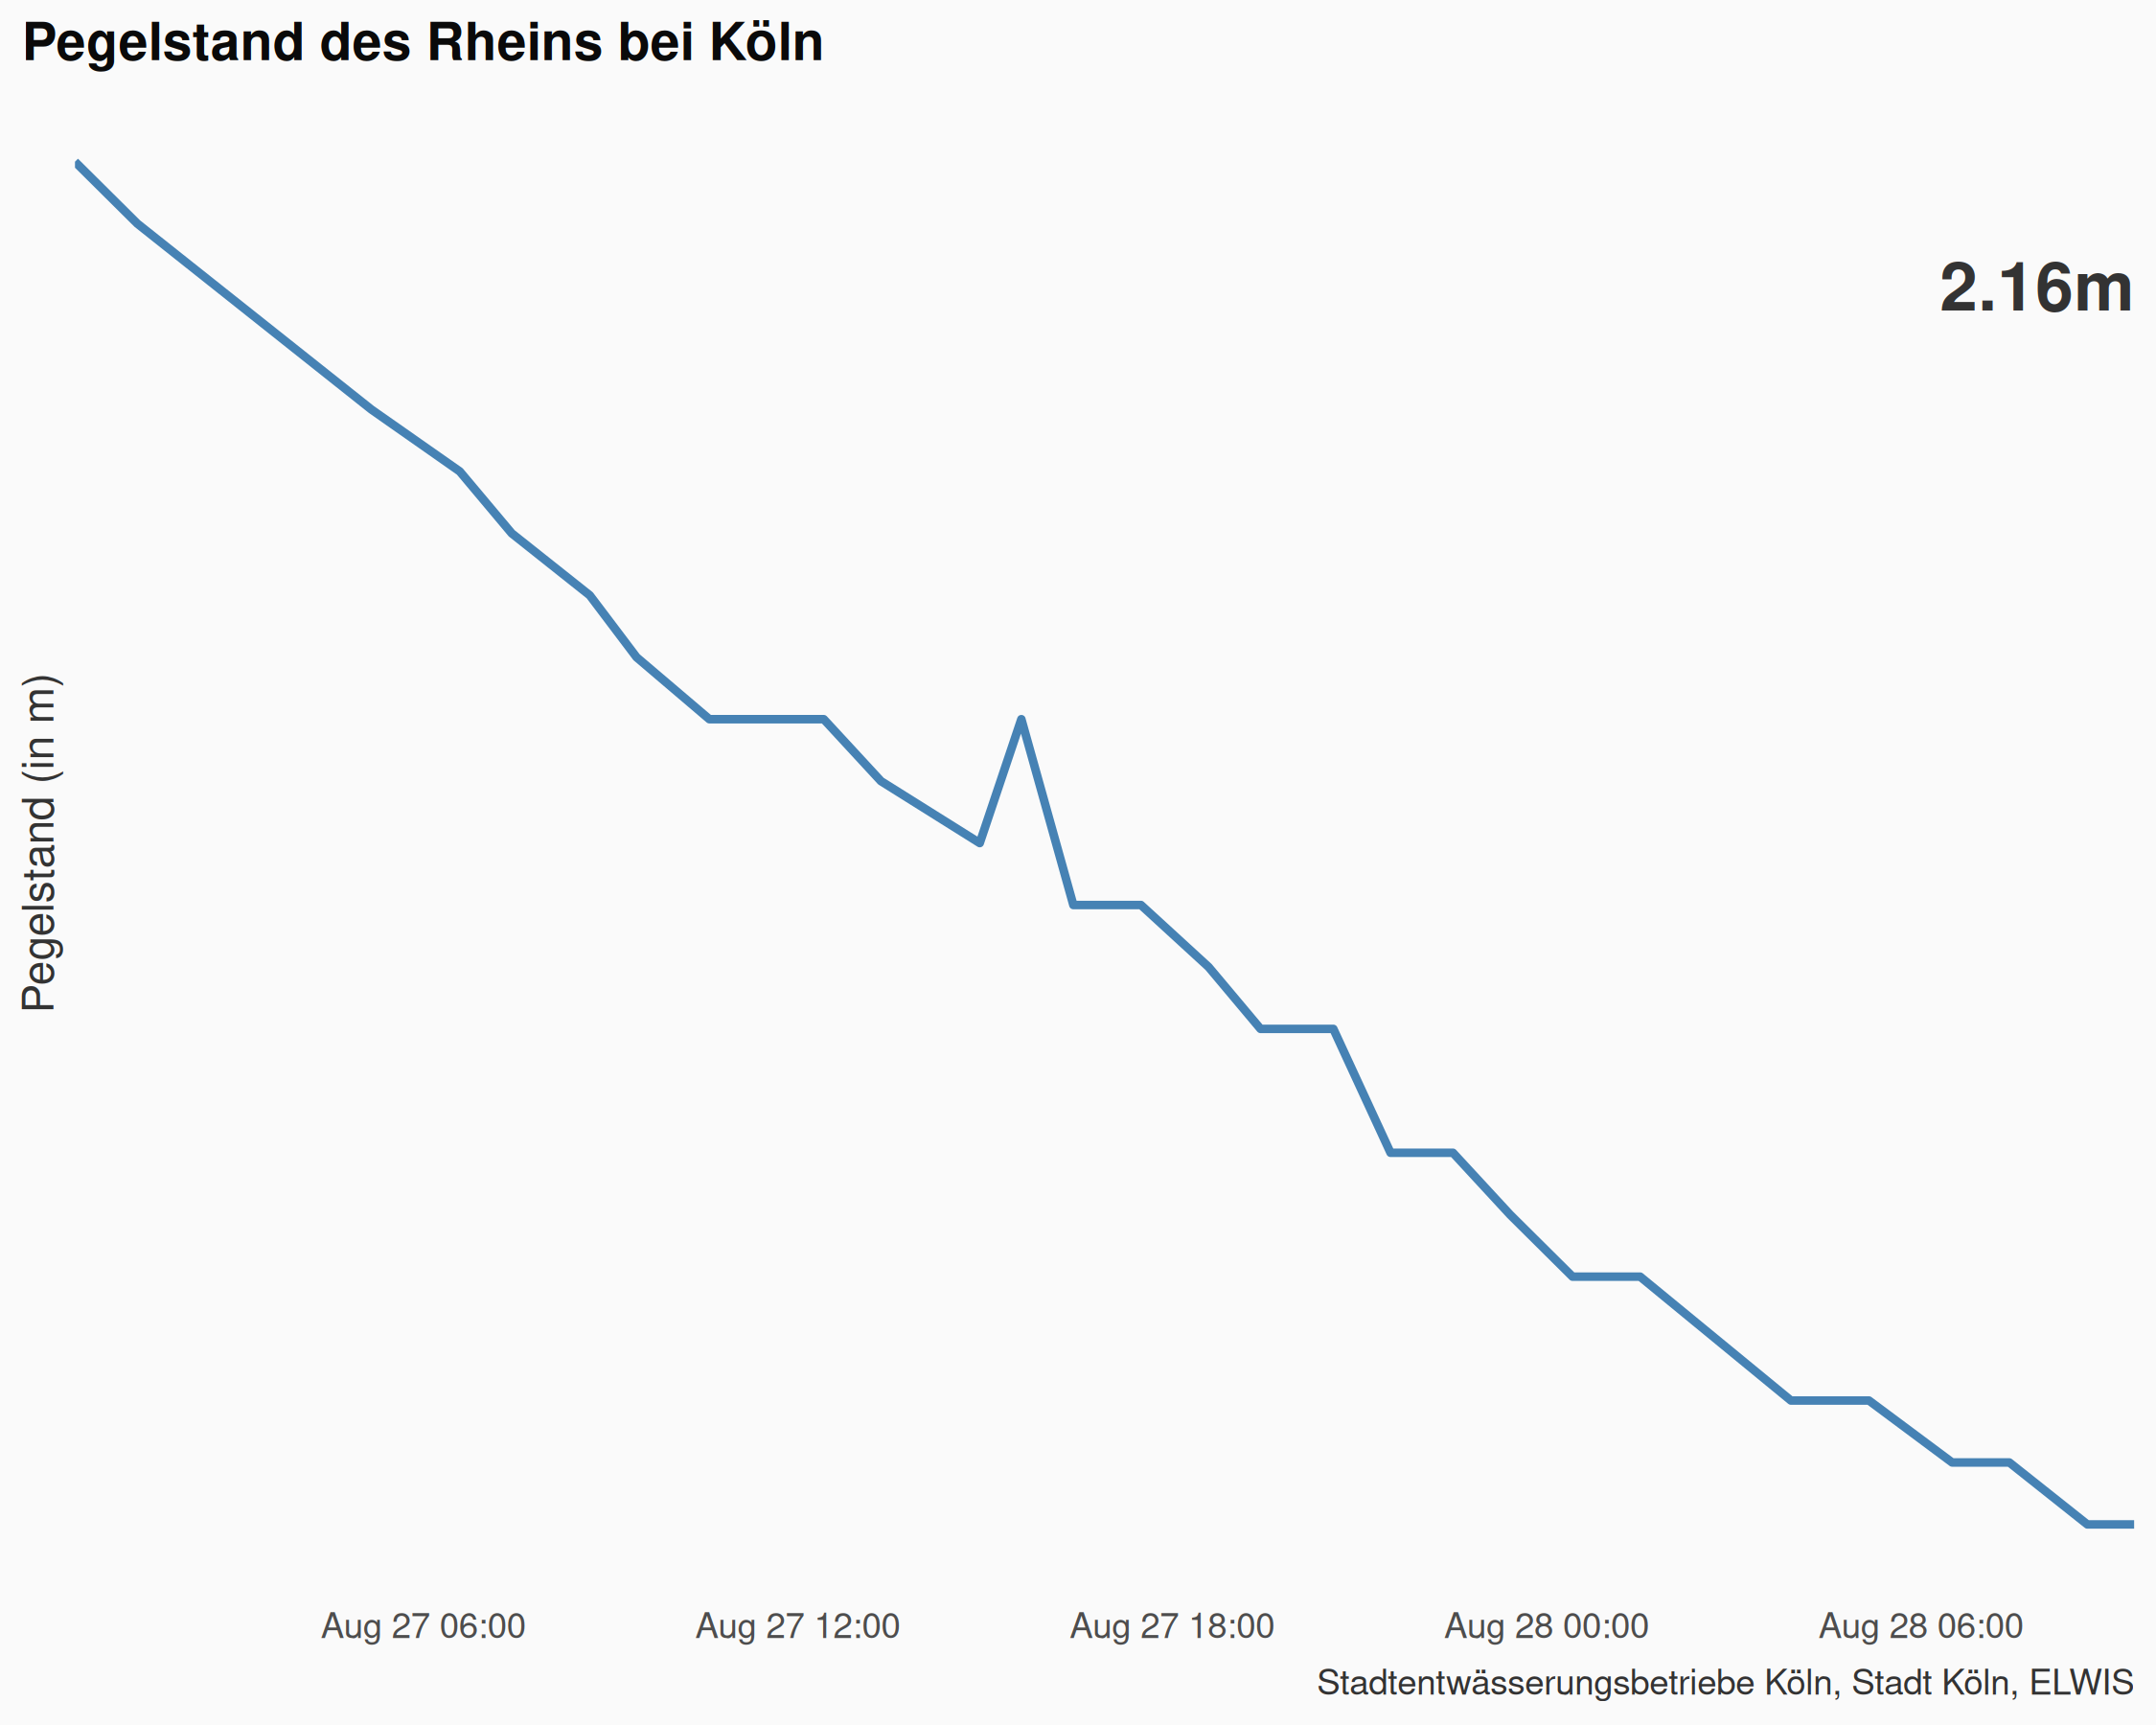 Pegelstand des Rheins bei Köln
2.16m
Pegelstand (in m)
Aug 27 06:00
Aug 27 12:00
Aug 27 18:00
Aug 28 00:00
Aug 28 06:00
Stadtentwässerungsbetriebe Köln, Stadt Köln, ELWIS